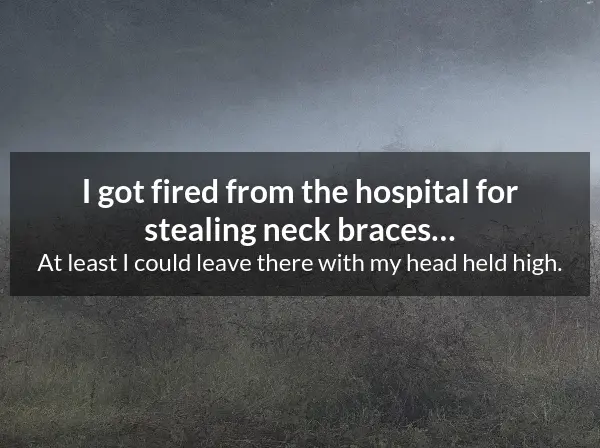 I got fired from the hospital for
stealing neck braces...
At least I could leave there with my head held high.